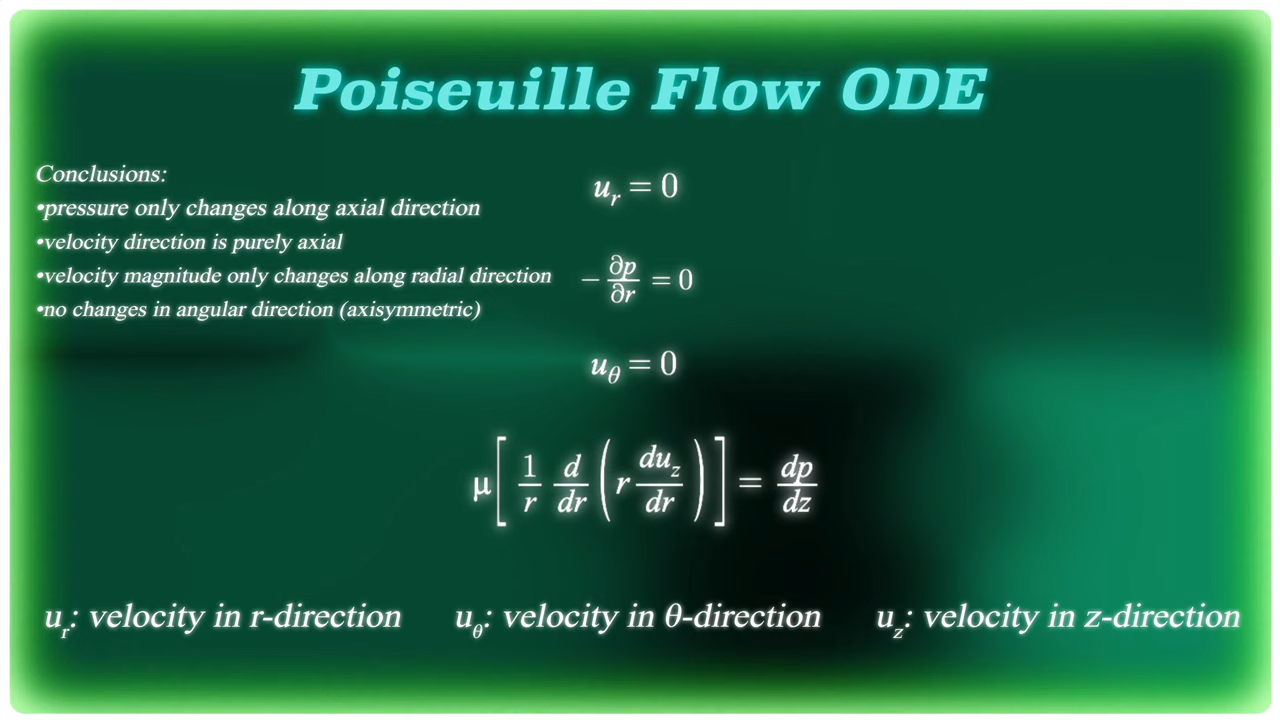 Poiseuille Flow ODE
Conclusions:
•pressure only changes along axial direction
•velocity direction is purely axial
•velocity magnitude only changes along radial direction
•no changes in angular direction (axisymmetric)
u_r = 0
− ∂p/∂r = 0
u_θ = 0
μ[ 1/r d/dr ( r du_z/dr ) ] = dp/dz
u_r: velocity in r-direction
u_θ: velocity in θ-direction
u_z: velocity in z-direction